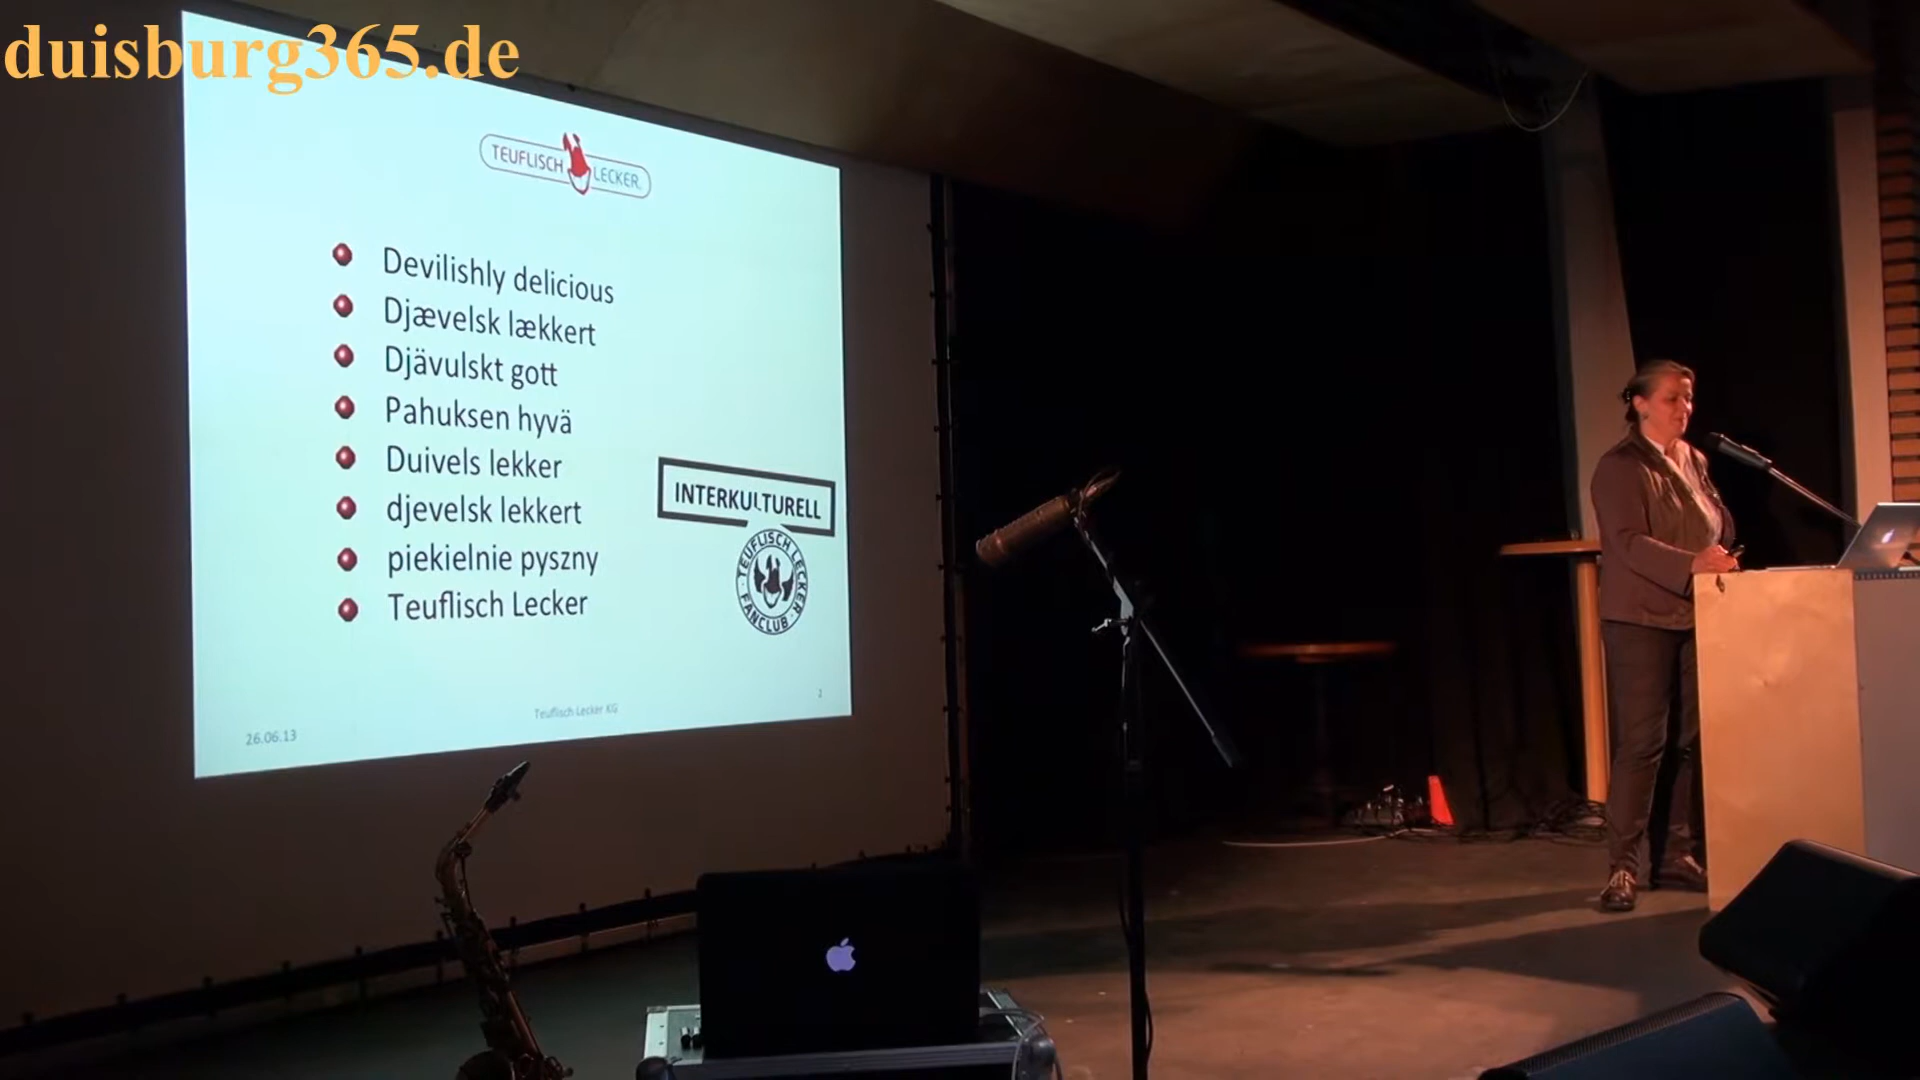 duisburg365.de
TEUFLISCH LECKER.
Devilishly delicious
Djævelsk lækkert
Djävulskt gott
Pahuksen hyvä
Duivels lekker
djevelsk lekkert
piekielnie pyszny
Teuflisch Lecker
INTERKULTURELL
TEUFLISCH LECKER
FANCLUB
26.06.13
Teuflisch Lecker KG
2